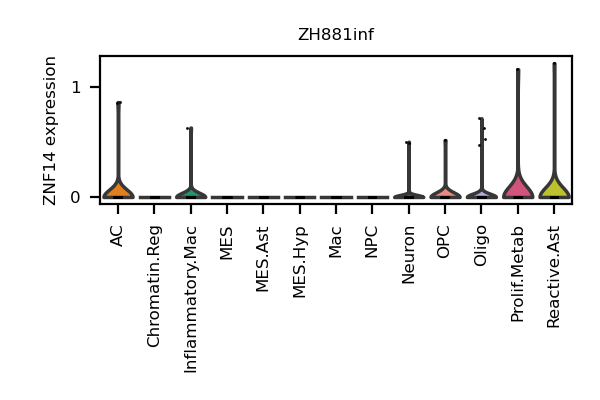 ZH881inf
ZNF14 expression
1
0
AC
Chromatin.Reg
Inflammatory.Mac
MES
MES.Ast
MES.Hyp
Mac
NPC
Neuron
OPC
Oligo
Prolif.Metab
Reactive.Ast